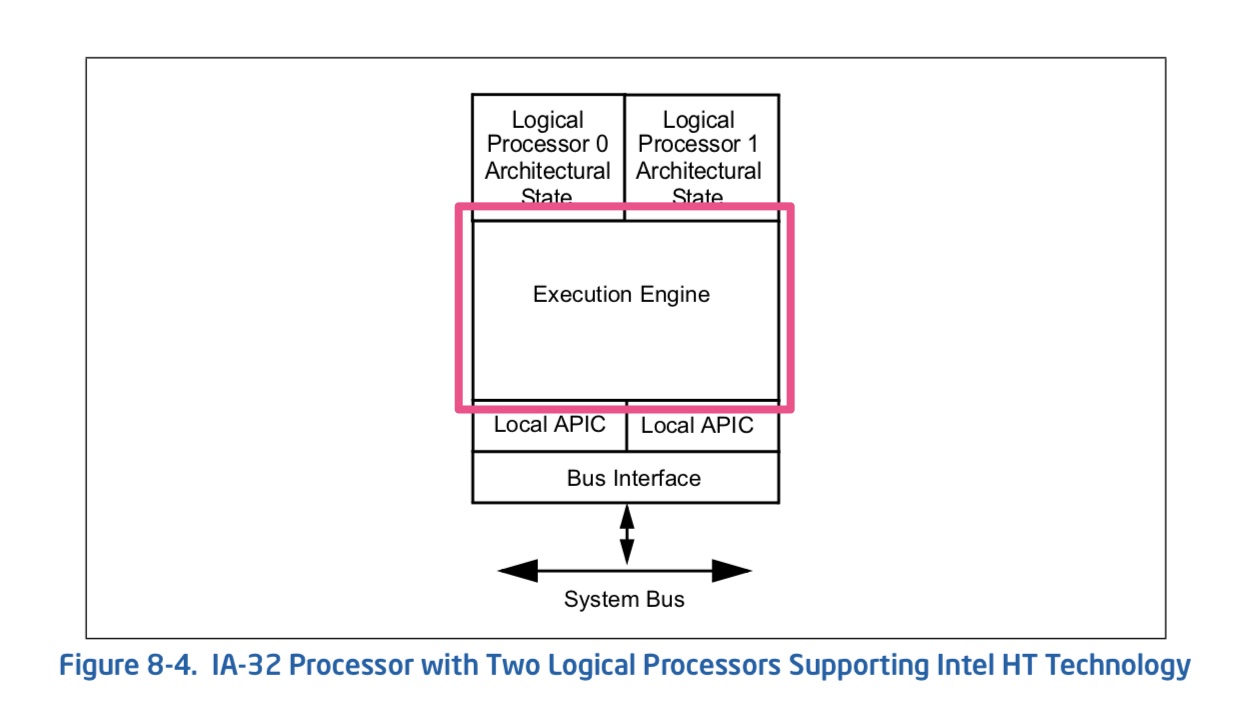 Logical
Processor 0
Architectural
State
Logical
Processor 1
Architectural
State
Execution Engine
Local APIC
Local APIC
Bus Interface
System Bus
Figure 8-4. IA-32 Processor with Two Logical Processors Supporting Intel HT Technology